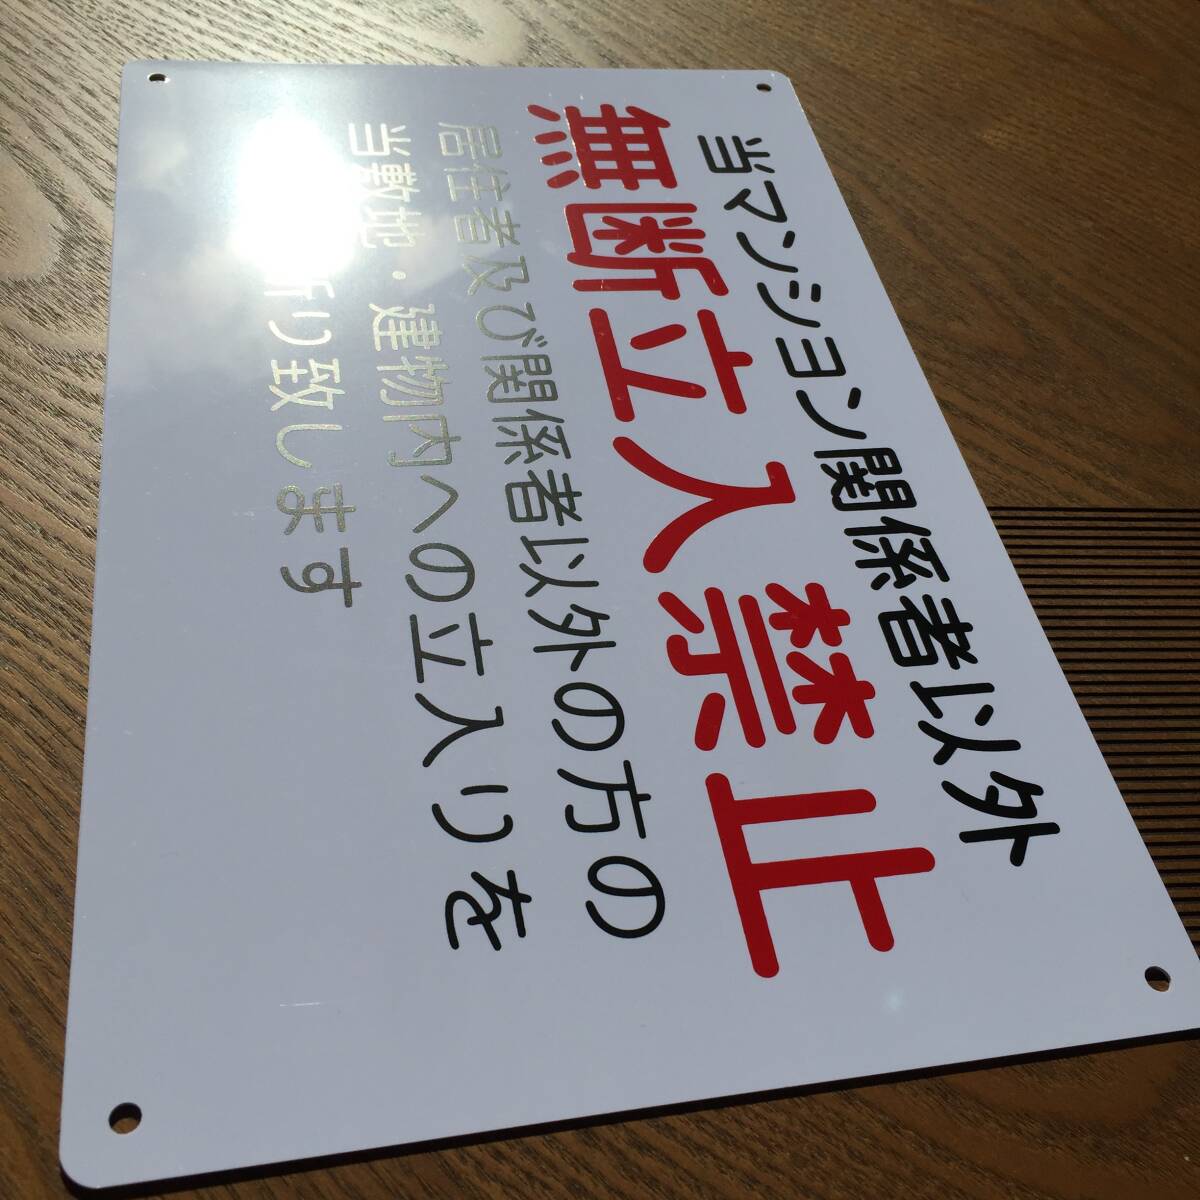 当マンション関係者以外
無断立入禁止
居住者及び関係者以外の方の
当敷地・建物内への立入りを
断り致します